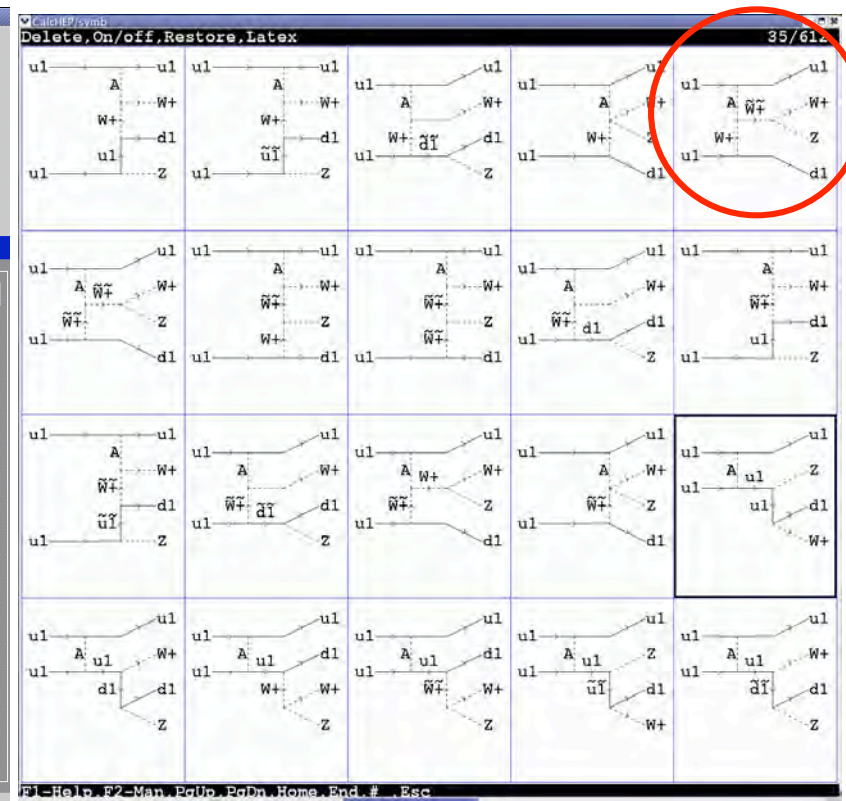 CalcHEP/symb
Delete,On/off,Restore,Latex 35/612
u1 u1
A
W+
W+
d1
u1
u1 Z
u1 u1
A
W+
W+
d1
ũ1̃
u1 Z
u1
u1
A W+
W+ d̃1̃ d1
u1
Z
u1
u1
A W+
Z
W+
u1
d1
u1
u1
A W̃+̃ W+
Z
W+
u1
d1
u1
u1
A W̃+̃ W+
W̃+̃ Z
u1
d1
u1 u1
A
W+
W̃+̃
Z
W+
u1 d1
u1 u1
A
W+
W̃+̃
Z
W̃+̃
u1 d1
u1
u1
A W+
W̃+̃ d1 d1
u1
Z
u1 u1
A
W+
W̃+̃
d1
u1
u1 Z
u1 u1
A
W+
W̃+̃
d1
ũ1̃
u1 Z
u1
u1
A W+
W̃+̃ d̃1̃ d1
u1
Z
u1
u1
A W+ W+
W̃+̃ Z
u1
d1
u1
u1
A W+
W̃+̃ Z
u1
d1
u1
u1
A u1 Z
u1
u1 d1
W+
u1
u1
A u1 W+
u1
d1 d1
Z
u1
u1
A u1 d1
u1
W+ W+
Z
u1
u1
A u1 d1
u1
W̃+̃ W+
Z
u1
u1
A u1 Z
u1
ũ1̃ d1
W+
u1
u1
A u1 W+
u1
d̃1̃ d1
Z
F1-Help,F2-Man,PgUp,PgDn,Home,End,# ,Esc